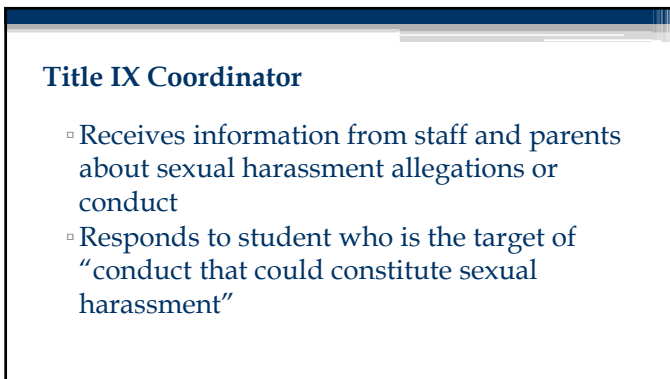 Title IX Coordinator
▫Receives information from staff and parents
about sexual harassment allegations or
conduct
▫Responds to student who is the target of
“conduct that could constitute sexual
harassment”